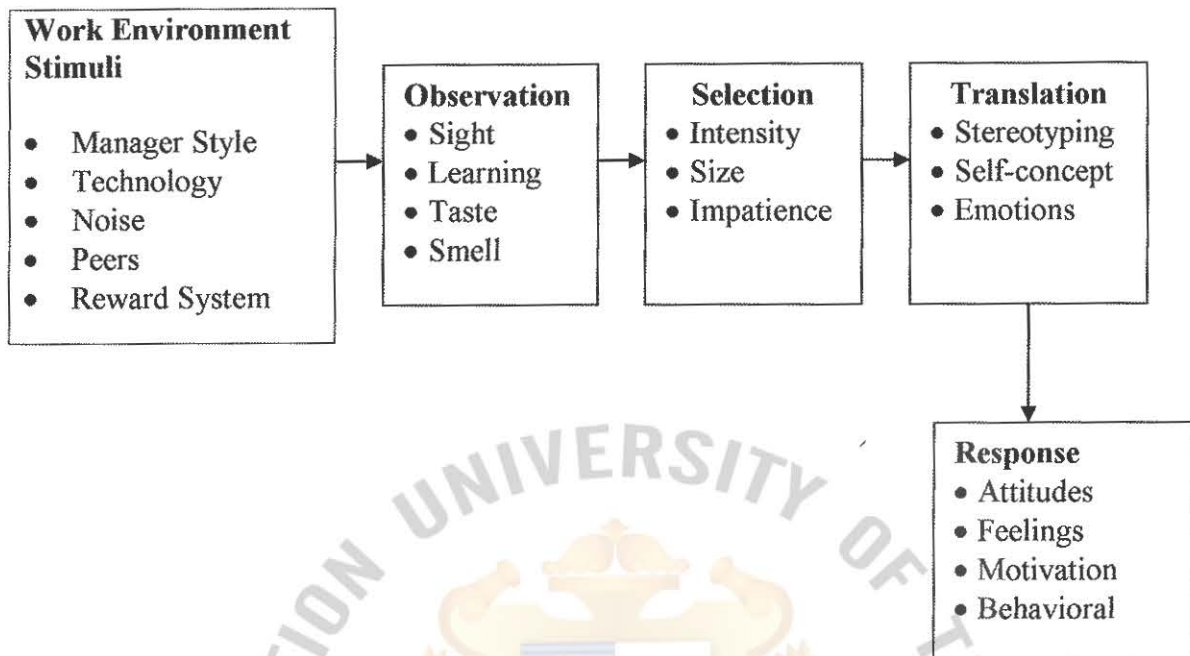 Work Environment
Stimuli
• Manager Style
• Technology
• Noise
• Peers
• Reward System
Observation
• Sight
• Learning
• Taste
• Smell
Selection
• Intensity
• Size
• Impatience
Translation
• Stereotyping
• Self-concept
• Emotions
Response
• Attitudes
• Feelings
• Motivation
• Behavioral
UNIVERSITY OF